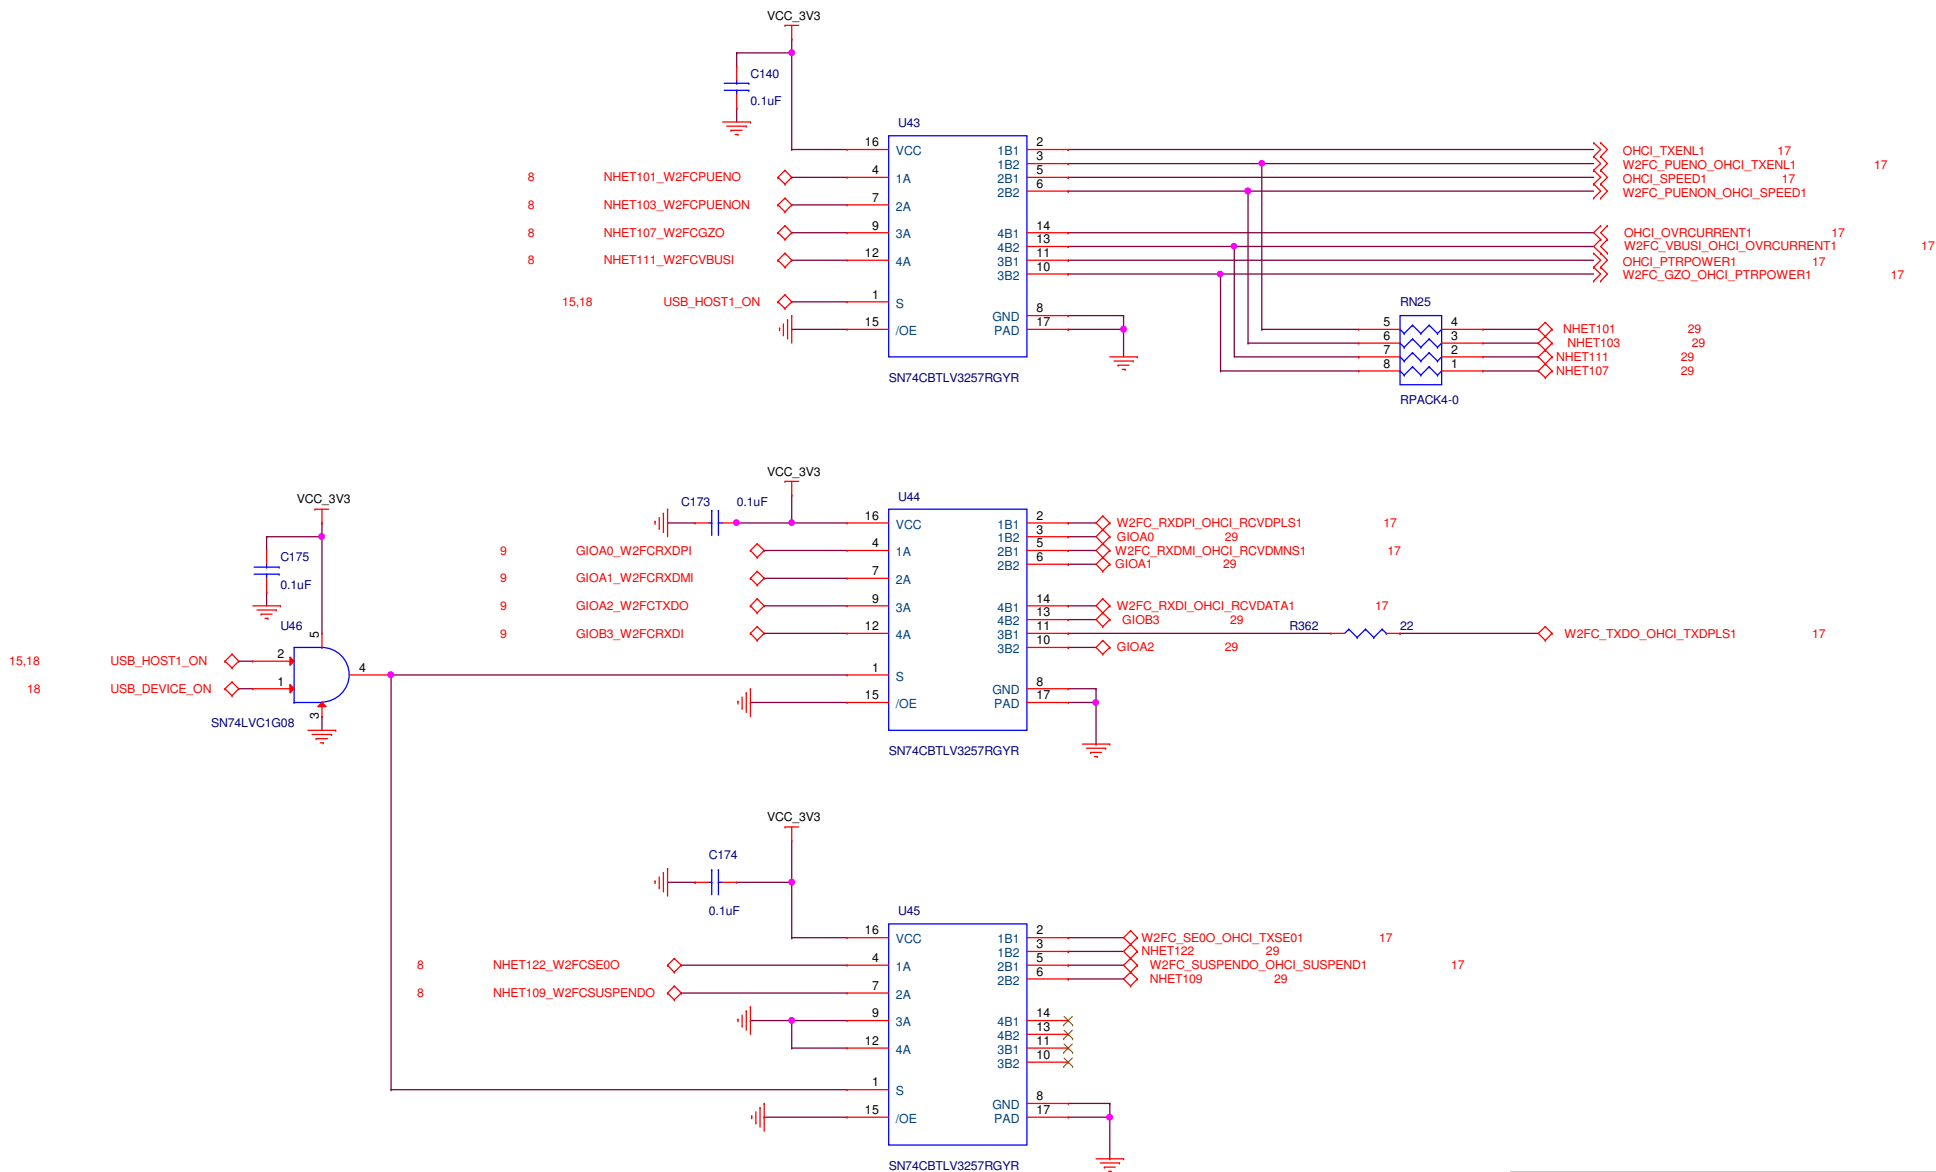 VCC_3V3
C140
0.1uF
U43
16 VCC 1B1 2 OHCI_TXENL1 17
1B2 3 W2FC_PUENO_OHCI_TXENL1 17
8 NHET101_W2FCPUENO 4 1A 2B1 5 OHCI_SPEED1 17
2B2 6 W2FC_PUENON_OHCI_SPEED1
8 NHET103_W2FCPUENON 7 2A
8 NHET107_W2FCGZO 9 3A 4B1 14 OHCI_OVRCURRENT1 17
4B2 13 W2FC_VBUSI_OHCI_OVRCURRENT1 17
8 NHET111_W2FCVBUSI 12 4A 3B1 11 OHCI_PTRPOWER1 17
3B2 10 W2FC_GZO_OHCI_PTRPOWER1 17
15,18 USB_HOST1_ON 1 S RN25
GND 8
15 /OE PAD 17 5 4 NHET101 29
6 3 NHET103 29
7 2 NHET111 29
8 1 NHET107 29
SN74CBTLV3257RGYR
RPACK4-0
VCC_3V3
C173 0.1uF
U44
16 VCC 1B1 2 W2FC_RXDPI_OHCI_RCVDPLS1 17
1B2 3 GIOA0 29
9 GIOA0_W2FCRXDPI 4 1A 2B1 5 W2FC_RXDMI_OHCI_RCVDMNS1 17
2B2 6 GIOA1 29
9 GIOA1_W2FCRXDMI 7 2A
9 GIOA2_W2FCTXDO 9 3A 4B1 14 W2FC_RXDI_OHCI_RCVDATA1 17
4B2 13 GIOB3 29
9 GIOB3_W2FCRXDI 12 4A 3B1 11 R362 22 W2FC_TXDO_OHCI_TXDPLS1 17
3B2 10 GIOA2 29
1 S
GND 8
15 /OE PAD 17
SN74CBTLV3257RGYR
VCC_3V3
C175
0.1uF
U46
5
15,18 USB_HOST1_ON 2
4
18 USB_DEVICE_ON 1
3
SN74LVC1G08
VCC_3V3
C174
0.1uF
U45
16 VCC 1B1 2 W2FC_SE0O_OHCI_TXSE01 17
1B2 3 NHET122 29
8 NHET122_W2FCSE0O 4 1A 2B1 5 W2FC_SUSPENDO_OHCI_SUSPEND1 17
2B2 6 NHET109 29
8 NHET109_W2FCSUSPENDO 7 2A
9 3A 4B1 14
4B2 13
12 4A 3B1 11
3B2 10
1 S
GND 8
15 /OE PAD 17
SN74CBTLV3257RGYR